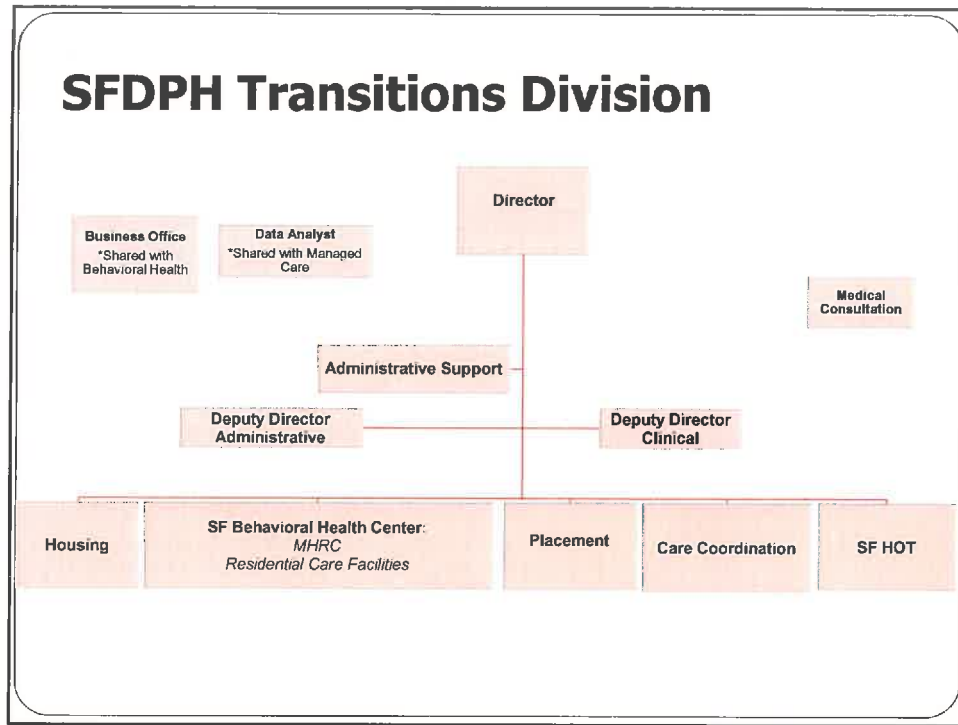 SFDPH Transitions Division
Director
Business Office
*Shared with
Behavioral Health
Data Analyst
*Shared with Managed
Care
Medical
Consultation
Administrative Support
Deputy Director
Administrative
Deputy Director
Clinical
Housing
SF Behavioral Health Center:
MHRC
Residential Care Facilities
Placement
Care Coordination
SF HOT